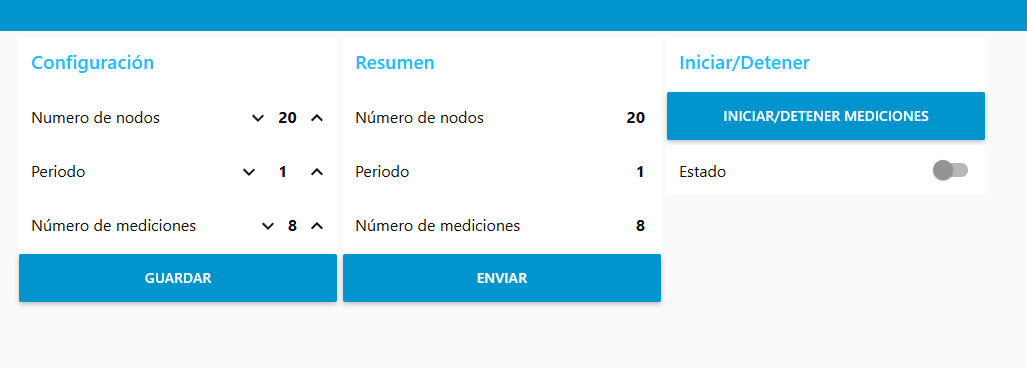 Configuración
Numero de nodos 20
Periodo 1
Número de mediciones 8
GUARDAR
Resumen
Número de nodos 20
Periodo 1
Número de mediciones 8
ENVIAR
Iniciar/Detener
INICIAR/DETENER MEDICIONES
Estado